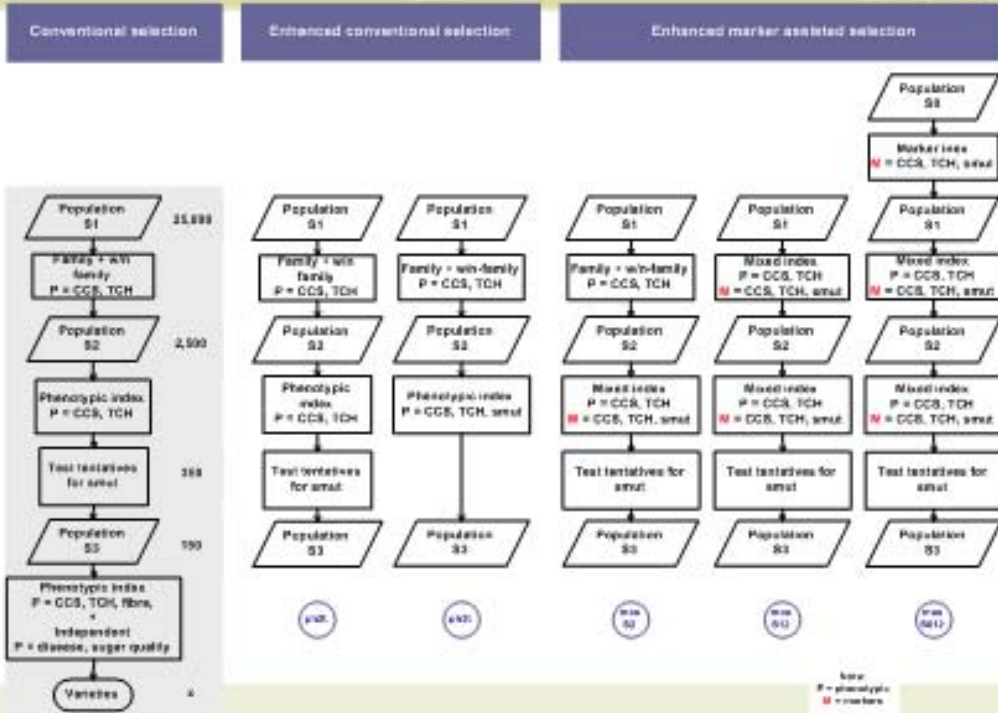 Conventional selection
Enhanced conventional selection
Enhanced marker assisted selection
Population
S1
Family + w/n
family
P = CCS, TCH
Population
S2
2,500
Phenotypic index
P = CCS, TCH
Test tentatives
for smut
Population
S3
Phenotypic index
P = CCS, TCH, fibre,
+
Independent
P = disease, sugar quality
Varieties
Population
S1
Family + w/n
family
P = CCS, TCH
Population
S2
Phenotypic
index
P = CCS, TCH
Test tentatives
for smut
Population
S3
Population
S1
Family + w/n-family
P = CCS, TCH
Population
S2
Phenotypic index
P = CCS, TCH, smut
Population
S3
Population
S1
Family + w/n-family
P = CCS, TCH
Population
S2
Mixed index
P = CCS, TCH
M = CCS, TCH, smut
Test tentatives for
smut
Population
S3
mas
S2
Population
S1
Mixed index
P = CCS, TCH
M = CCS, TCH, smut
Population
S2
Mixed index
P = CCS, TCH
M = CCS, TCH, smut
Test tentatives for
smut
Population
S3
mas
S12
Population
S0
Marker inex
M = CCS, TCH, smut
Population
S1
Mixed index
P = CCS, TCH
M = CCS, TCH, smut
Population
S2
Mixed index
P = CCS, TCH
M = CCS, TCH, smut
Test tentatives for
smut
Population
S3
mas
S012
P = phenotypic
M = markers